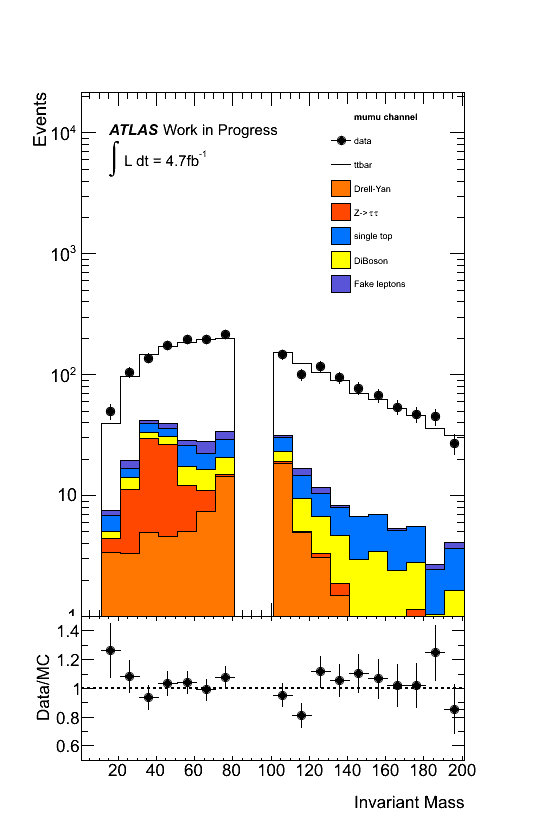 Events
10⁴
10³
10²
10
1
ATLAS Work in Progress
∫ L dt = 4.7fb⁻¹
mumu channel
data
ttbar
Drell-Yan
Z->ττ
single top
DiBoson
Fake leptons
Data/MC
1.4
1.2
1
0.8
0.6
20 40 60 80 100 120 140 160 180 200
Invariant Mass